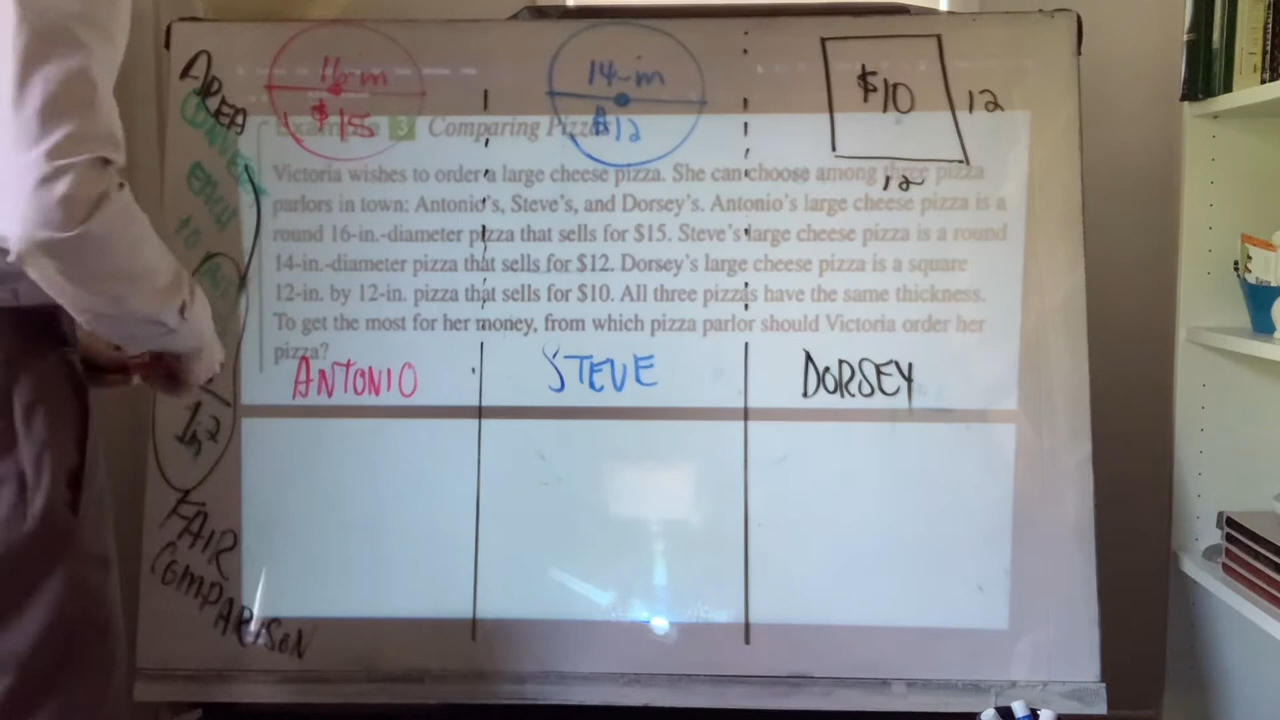 16-in
$15
14-in
$12
$10
12
12
AREA
FAIR
COMPARISON
Example 3 Comparing Pizzas
Victoria wishes to order a large cheese pizza. She can choose among three pizza
parlors in town: Antonio's, Steve's, and Dorsey's. Antonio's large cheese pizza is a
round 16-in.-diameter pizza that sells for $15. Steve's large cheese pizza is a round
14-in.-diameter pizza that sells for $12. Dorsey's large cheese pizza is a square
12-in. by 12-in. pizza that sells for $10. All three pizzas have the same thickness.
To get the most for her money, from which pizza parlor should Victoria order her
pizza?
ANTONIO
STEVE
DORSEY